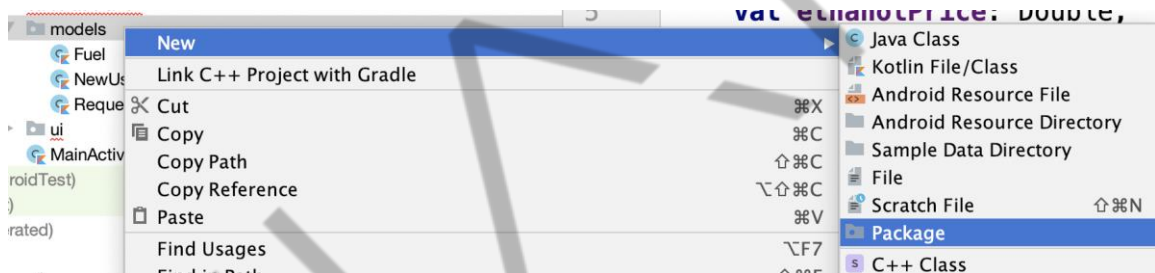 models
Fuel
NewUs
Reque
ui
MainActiv
roidTest)
)
rated)
5
val ethanolPrice: Double,
New
Link C++ Project with Gradle
Cut ⌘X
Copy ⌘C
Copy Path ⇧⌘C
Copy Reference ⌥⇧⌘C
Paste ⌘V
Find Usages ⌥F7
Java Class
Kotlin File/Class
Android Resource File
Android Resource Directory
Sample Data Directory
File
Scratch File ⇧⌘N
Package
C++ Class